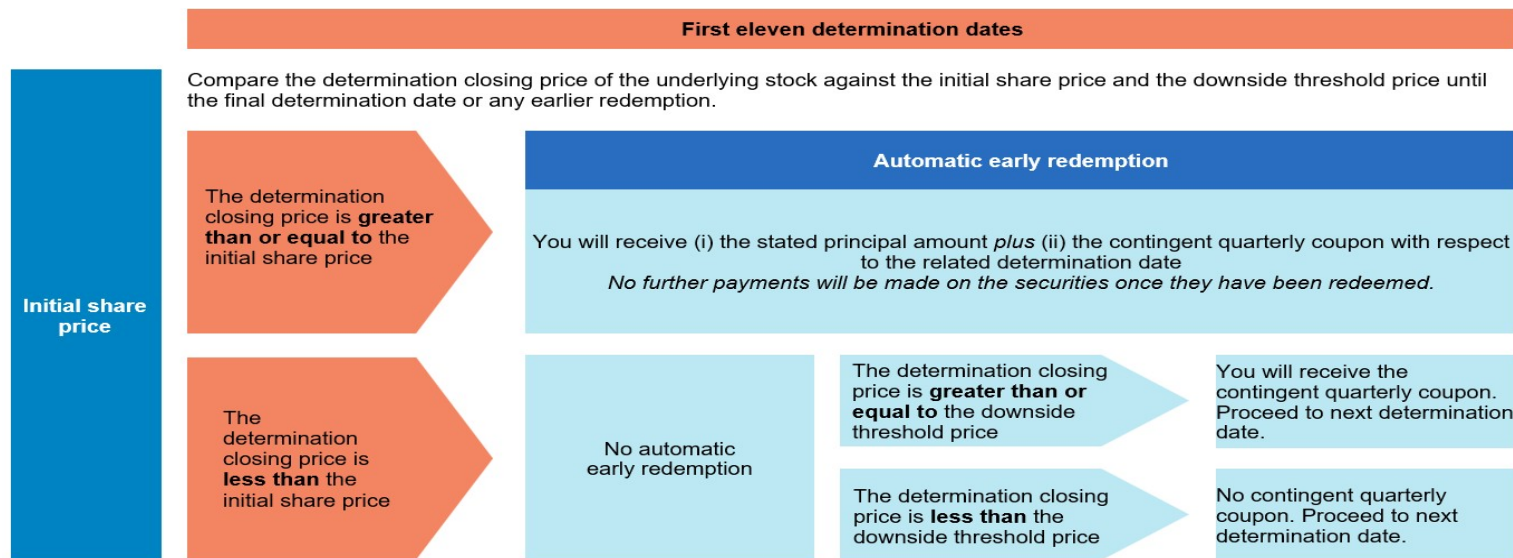 First eleven determination dates
Compare the determination closing price of the underlying stock against the initial share price and the downside threshold price until
the final determination date or any earlier redemption.
Initial share
price
The determination
closing price is greater
than or equal to the
initial share price
Automatic early redemption
You will receive (i) the stated principal amount plus (ii) the contingent quarterly coupon with respect
to the related determination date
No further payments will be made on the securities once they have been redeemed.
The
determination
closing price is
less than the
initial share price
No automatic
early redemption
The determination closing
price is greater than or
equal to the downside
threshold price
You will receive the
contingent quarterly coupon.
Proceed to next determination
date.
The determination closing
price is less than the
downside threshold price
No contingent quarterly
coupon. Proceed to next
determination date.